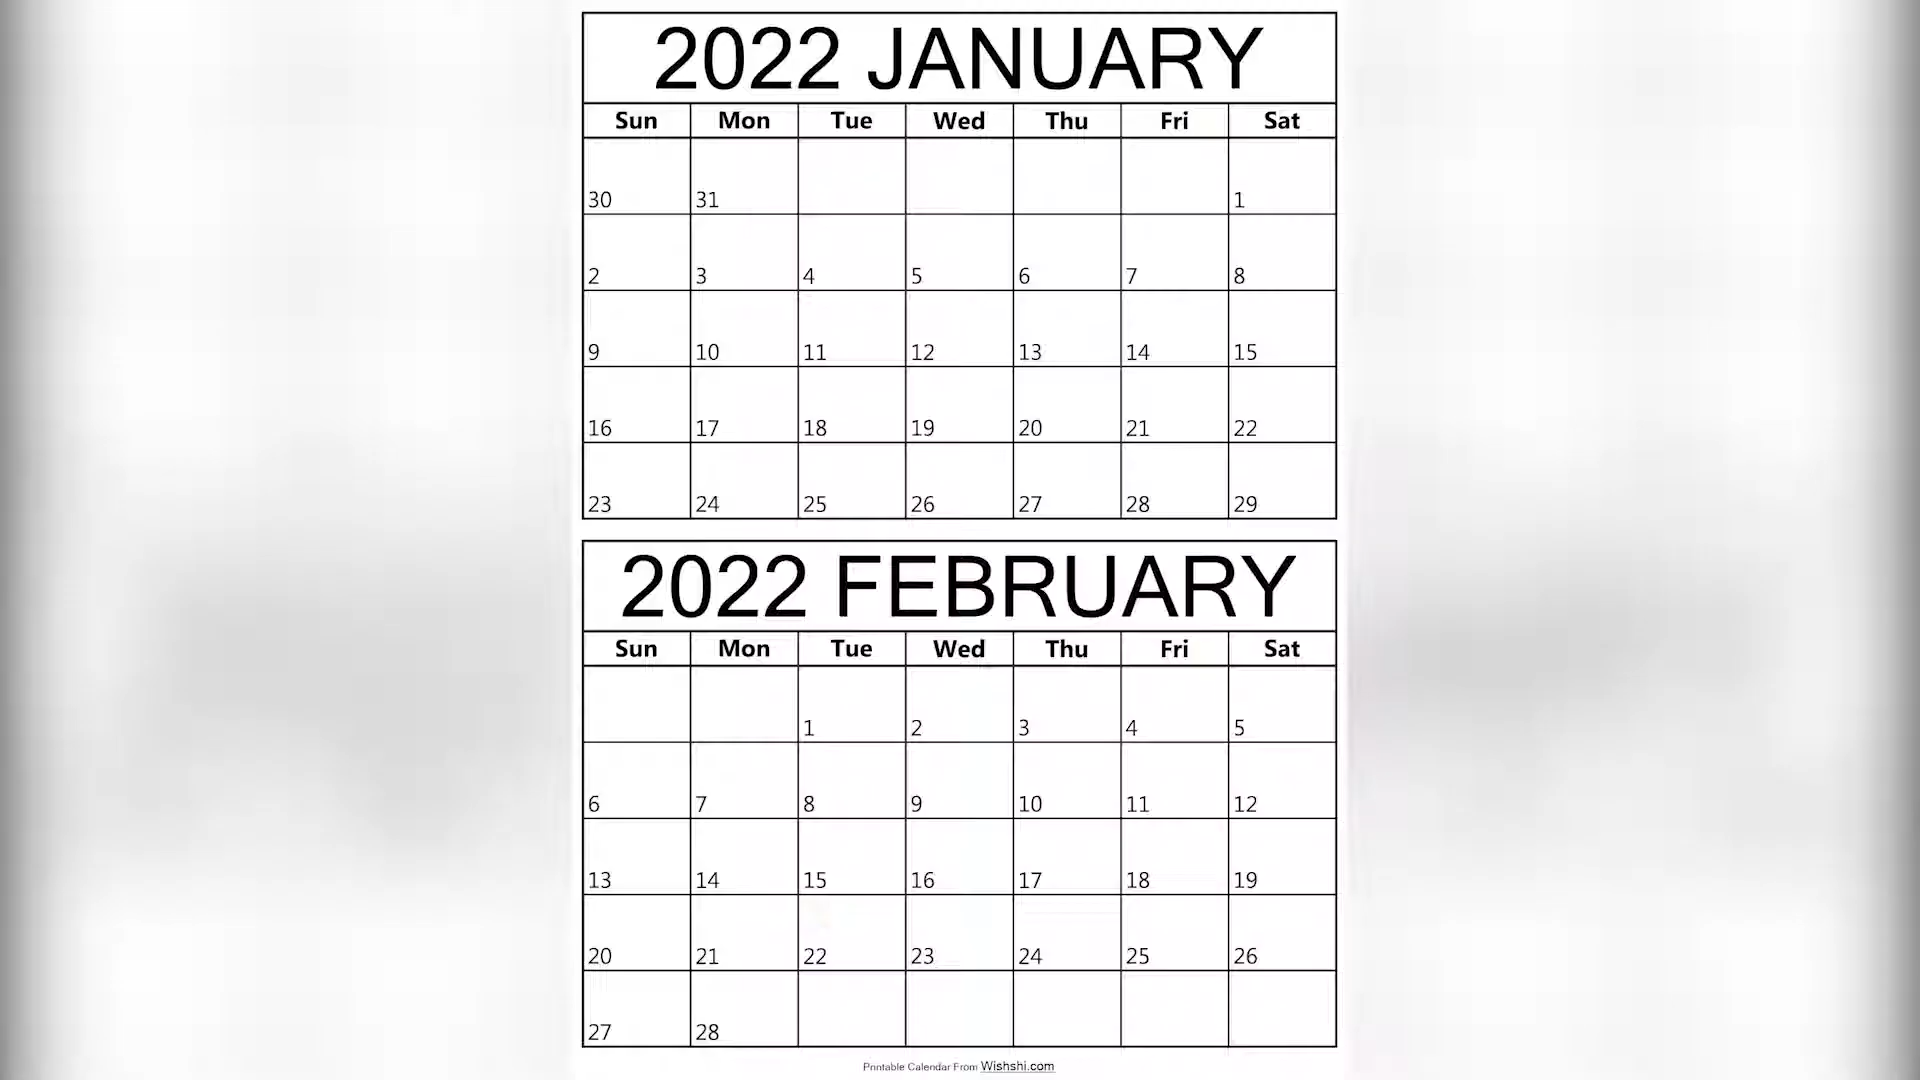 2022 JANUARY
Sun Mon Tue Wed Thu Fri Sat
30 31 1
2 3 4 5 6 7 8
9 10 11 12 13 14 15
16 17 18 19 20 21 22
23 24 25 26 27 28 29
2022 FEBRUARY
Sun Mon Tue Wed Thu Fri Sat
1 2 3 4 5
6 7 8 9 10 11 12
13 14 15 16 17 18 19
20 21 22 23 24 25 26
27 28
Printable Calendar From Wishshi.com